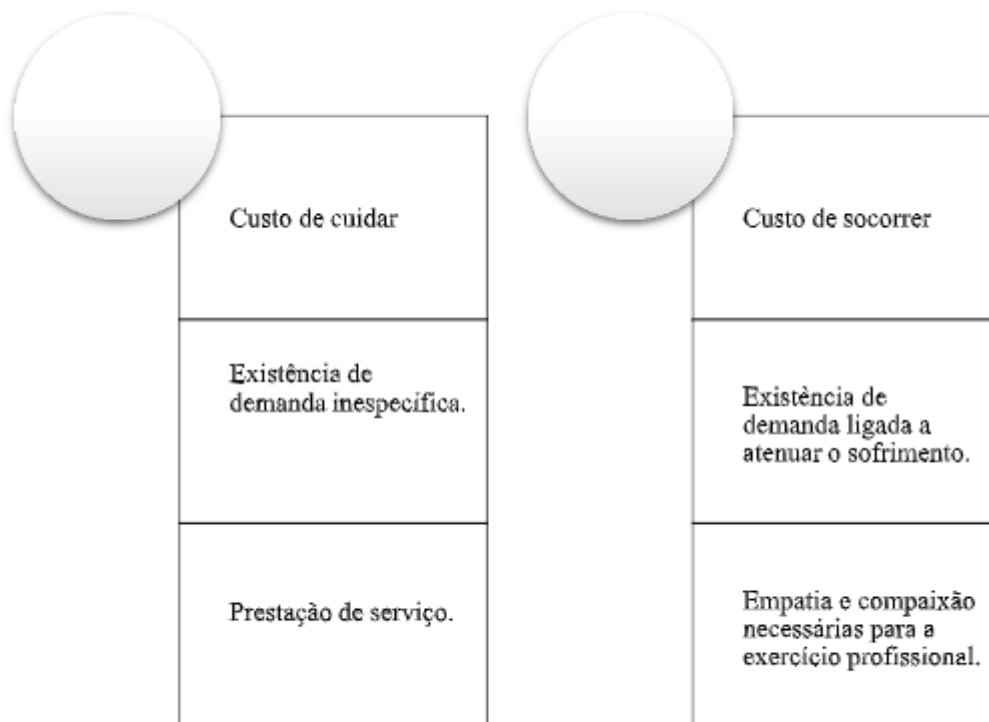 Custo de cuidar
Existência de
demanda inespecífica.
Prestação de serviço.
Custo de socorrer
Existência de
demanda ligada a
atenuar o sofrimento.
Empatia e compaixão
necessárias para a
exercício profissional.